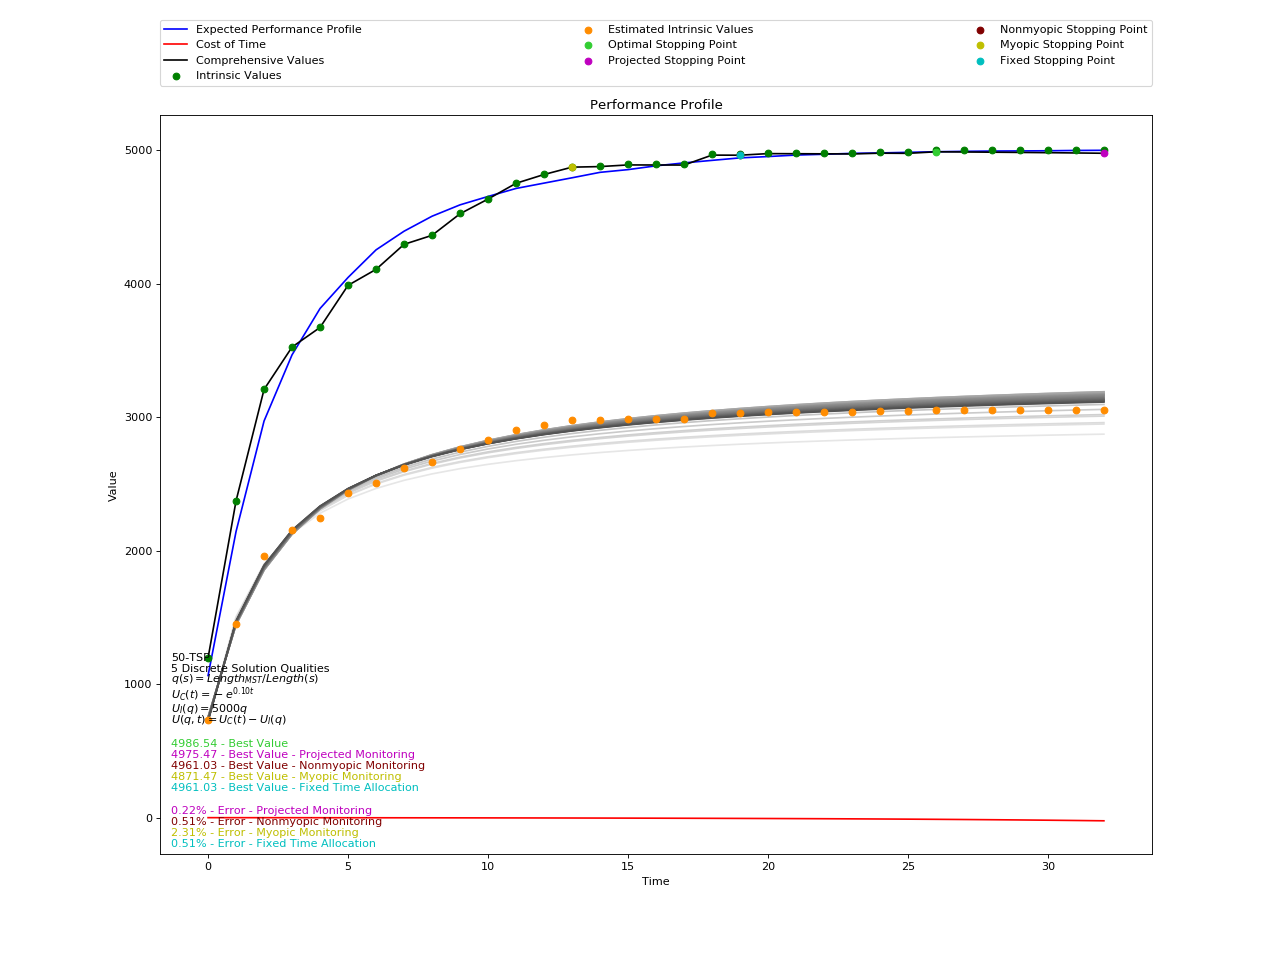 Expected Performance Profile
Cost of Time
Comprehensive Values
Intrinsic Values
Estimated Intrinsic Values
Optimal Stopping Point
Projected Stopping Point
Nonmyopic Stopping Point
Myopic Stopping Point
Fixed Stopping Point
Performance Profile
5000
4000
3000
2000
1000
0
Value
50-TSP
5 Discrete Solution Qualities
q(s) = Length_{MST}/Length(s)
U_C(t) = −e^{0.10t}
U_I(q) = 5000q
U(q, t) = U_C(t) − U_I(q)
4986.54 - Best Value
4975.47 - Best Value - Projected Monitoring
4961.03 - Best Value - Nonmyopic Monitoring
4871.47 - Best Value - Myopic Monitoring
4961.03 - Best Value - Fixed Time Allocation
0.22% - Error - Projected Monitoring
0.51% - Error - Nonmyopic Monitoring
2.31% - Error - Myopic Monitoring
0.51% - Error - Fixed Time Allocation
0 5 10 15 20 25 30
Time